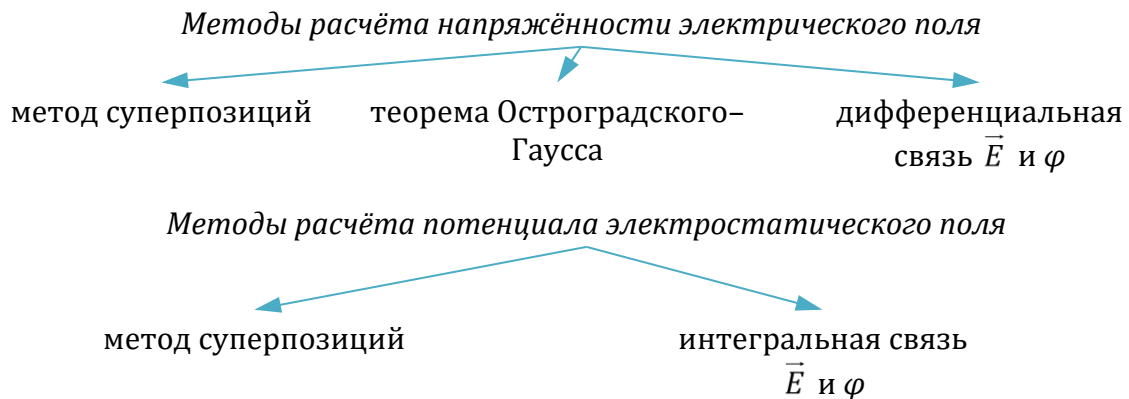 Методы расчёта напряжённости электрического поля
метод суперпозиций
теорема Остроградского–
Гаусса
дифференциальная
связь E⃗ и φ
Методы расчёта потенциала электростатического поля
метод суперпозиций
интегральная связь
E⃗ и φ